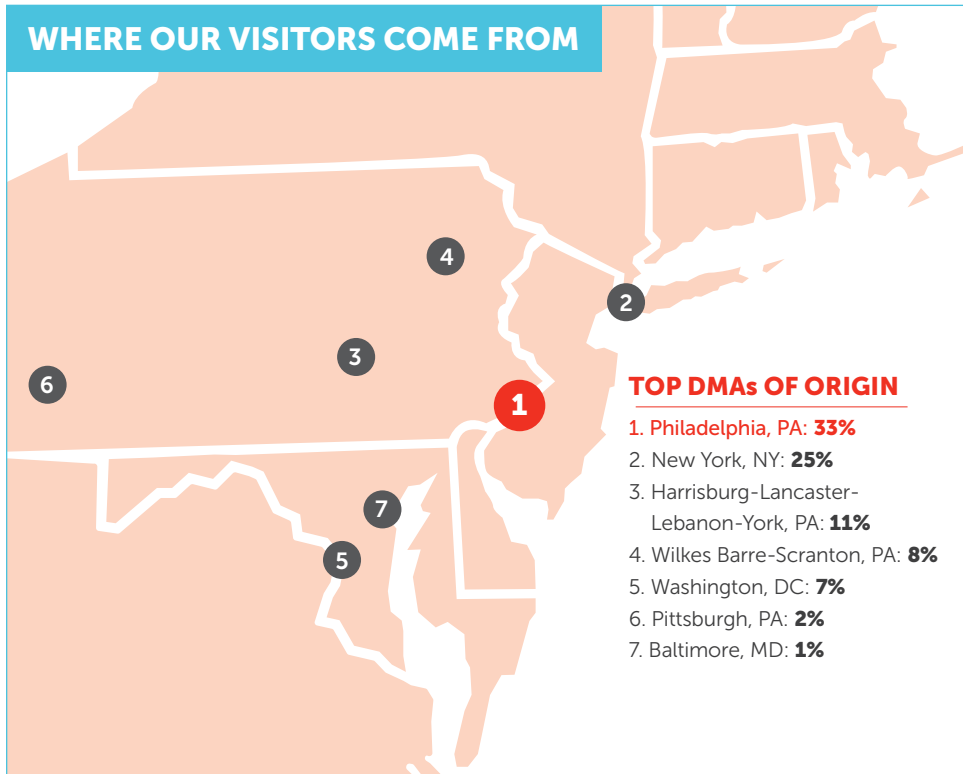 WHERE OUR VISITORS COME FROM
4
2
3
6
1
7
5
TOP DMAs OF ORIGIN
1. Philadelphia, PA: 33%
2. New York, NY: 25%
3. Harrisburg-Lancaster-
Lebanon-York, PA: 11%
4. Wilkes Barre-Scranton, PA: 8%
5. Washington, DC: 7%
6. Pittsburgh, PA: 2%
7. Baltimore, MD: 1%